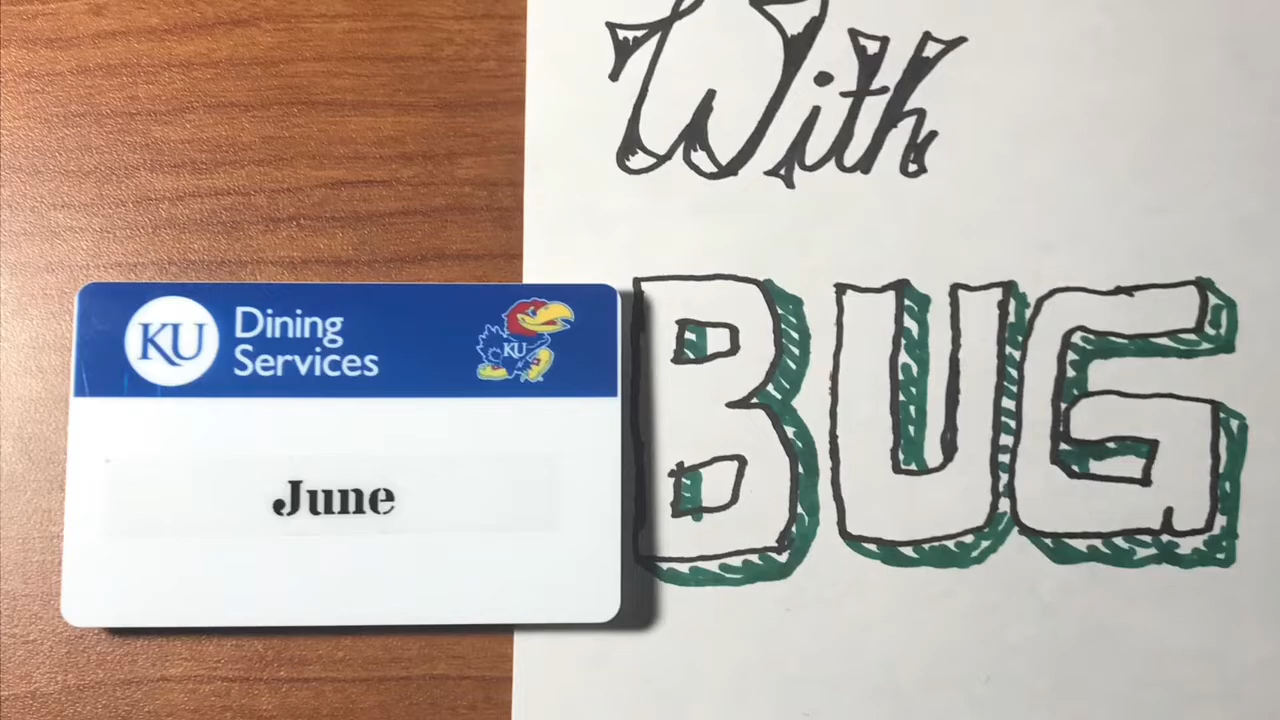 With
BUG
KU
Dining
Services
KU
June